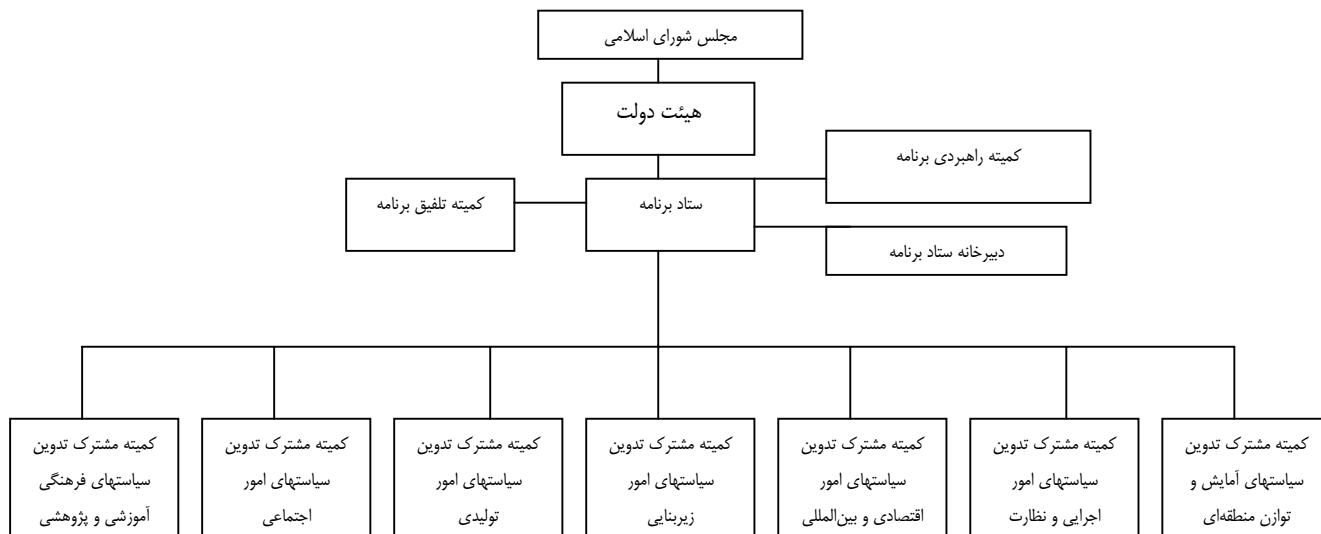 مجلس شورای اسلامی
هیئت دولت
کمیته راهبردی برنامه
ستاد برنامه
کمیته تلفیق برنامه
دبیرخانه ستاد برنامه
کمیته مشترک تدوین
سیاستهای آمایش و
توازن منطقه‌ای
کمیته مشترک تدوین
سیاستهای امور
اجرایی و نظارت
کمیته مشترک تدوین
سیاستهای امور
اقتصادی و بین‌المللی
کمیته مشترک تدوین
سیاستهای امور
زیربنایی
کمیته مشترک تدوین
سیاستهای امور
تولیدی
کمیته مشترک تدوین
سیاستهای امور
اجتماعی
کمیته مشترک تدوین
سیاستهای فرهنگی
آموزشی و پژوهشی